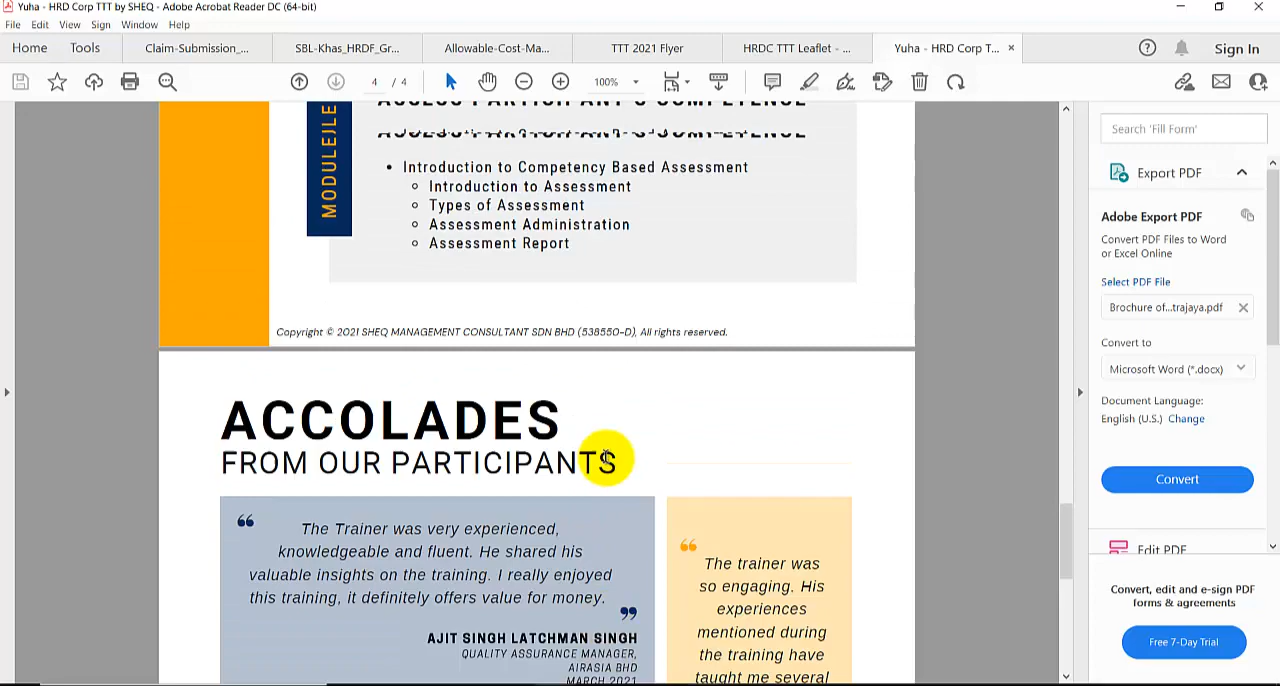 Yuha - HRD Corp TTT by SHEQ - Adobe Acrobat Reader DC (64-bit)
File Edit View Sign Window Help
Home Tools Claim-Submission_... SBL-Khas_HRDF_Gr... Allowable-Cost-Ma... TTT 2021 Flyer HRDC TTT Leaflet - ... Yuha - HRD Corp T... × Sign In
4 / 4 100%
ACCESS PARTICIPANT'S COMPETENCE
• Introduction to Competency Based Assessment
Introduction to Assessment
Types of Assessment
Assessment Administration
Assessment Report
Copyright © 2021 SHEQ MANAGEMENT CONSULTANT SDN BHD (538550-D), All rights reserved.
ACCOLADES
FROM OUR PARTICIPANTS
“
The Trainer was very experienced,
knowledgeable and fluent. He shared his
valuable insights on the training. I really enjoyed
this training, it definitely offers value for money.
”
AJIT SINGH LATCHMAN SINGH
QUALITY ASSURANCE MANAGER,
AIRASIA BHD
MARCH 2021
“
The trainer was
so engaging. His
experiences
mentioned during
the training have
taught me several
Search 'Fill Form'
Export PDF
Adobe Export PDF
Convert PDF Files to Word
or Excel Online
Select PDF File
Brochure of...trajaya.pdf
Convert to
Microsoft Word (*.docx)
Document Language:
English (U.S.) Change
Convert
Edit PDF
Convert, edit and e-sign PDF
forms & agreements
Free 7-Day Trial